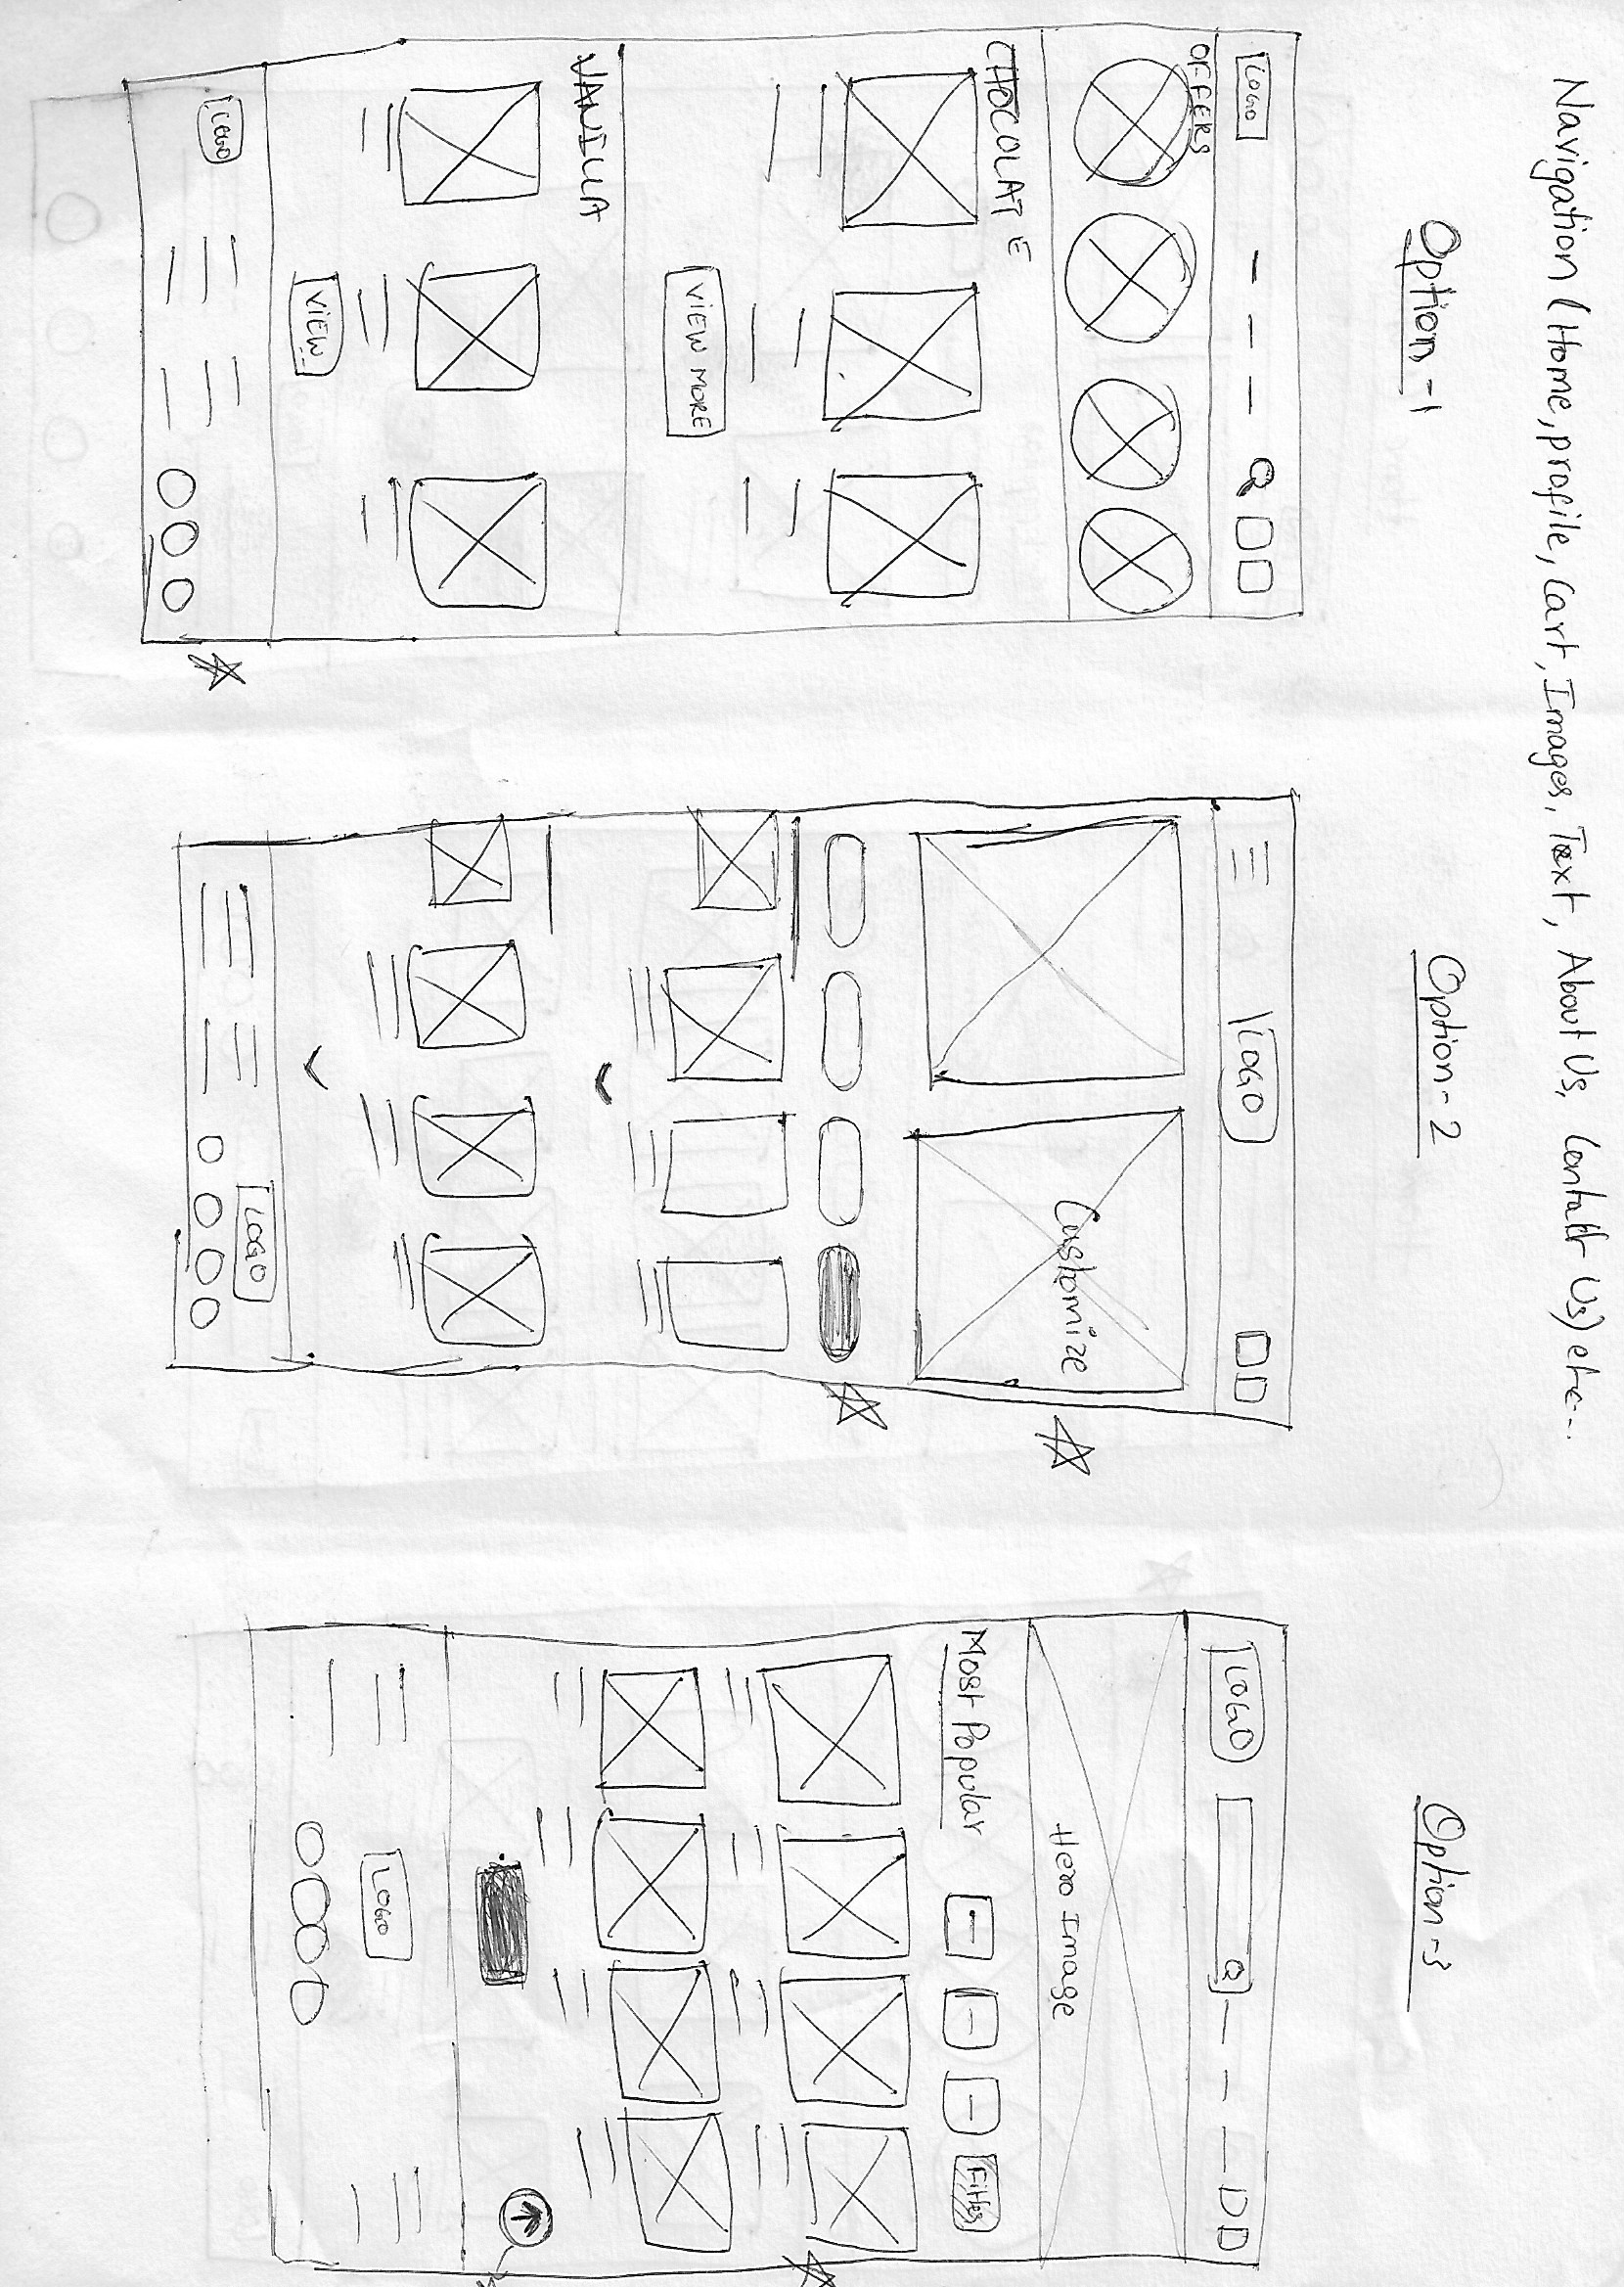 Navigation (Home, profile, Cart, Images, Text, About Us, Contact Us) etc...
Option-1
LOGO
OFFERS
CHOCOLATE
VIEW MORE
VANILLA
VIEW
LOGO
Option-2
LOGO
Customize
LOGO
Option-3
LOGO
Hero Image
Most Popular
LOGO